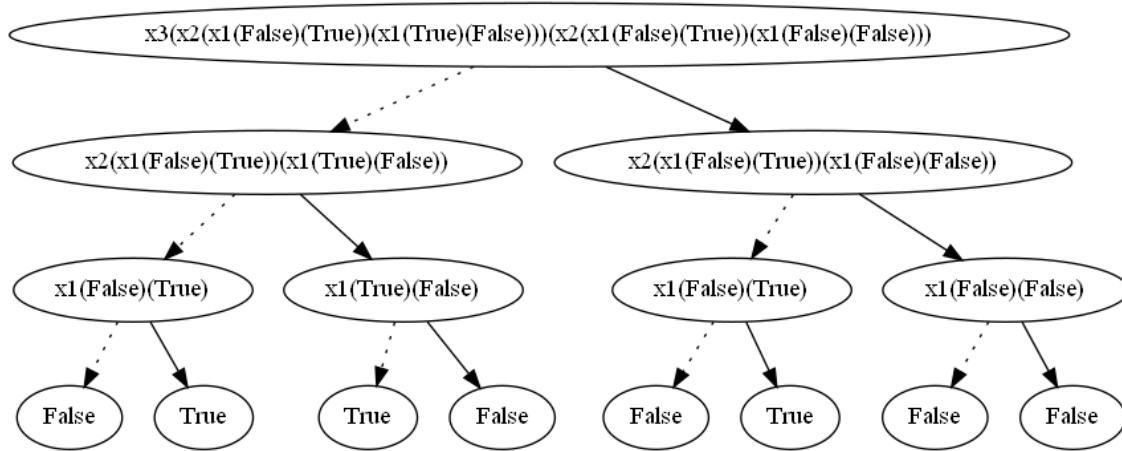 x3(x2(x1(False)(True))(x1(True)(False)))(x2(x1(False)(True))(x1(False)(False)))
x2(x1(False)(True))(x1(True)(False))
x2(x1(False)(True))(x1(False)(False))
x1(False)(True)
x1(True)(False)
x1(False)(True)
x1(False)(False)
False
True
True
False
False
True
False
False